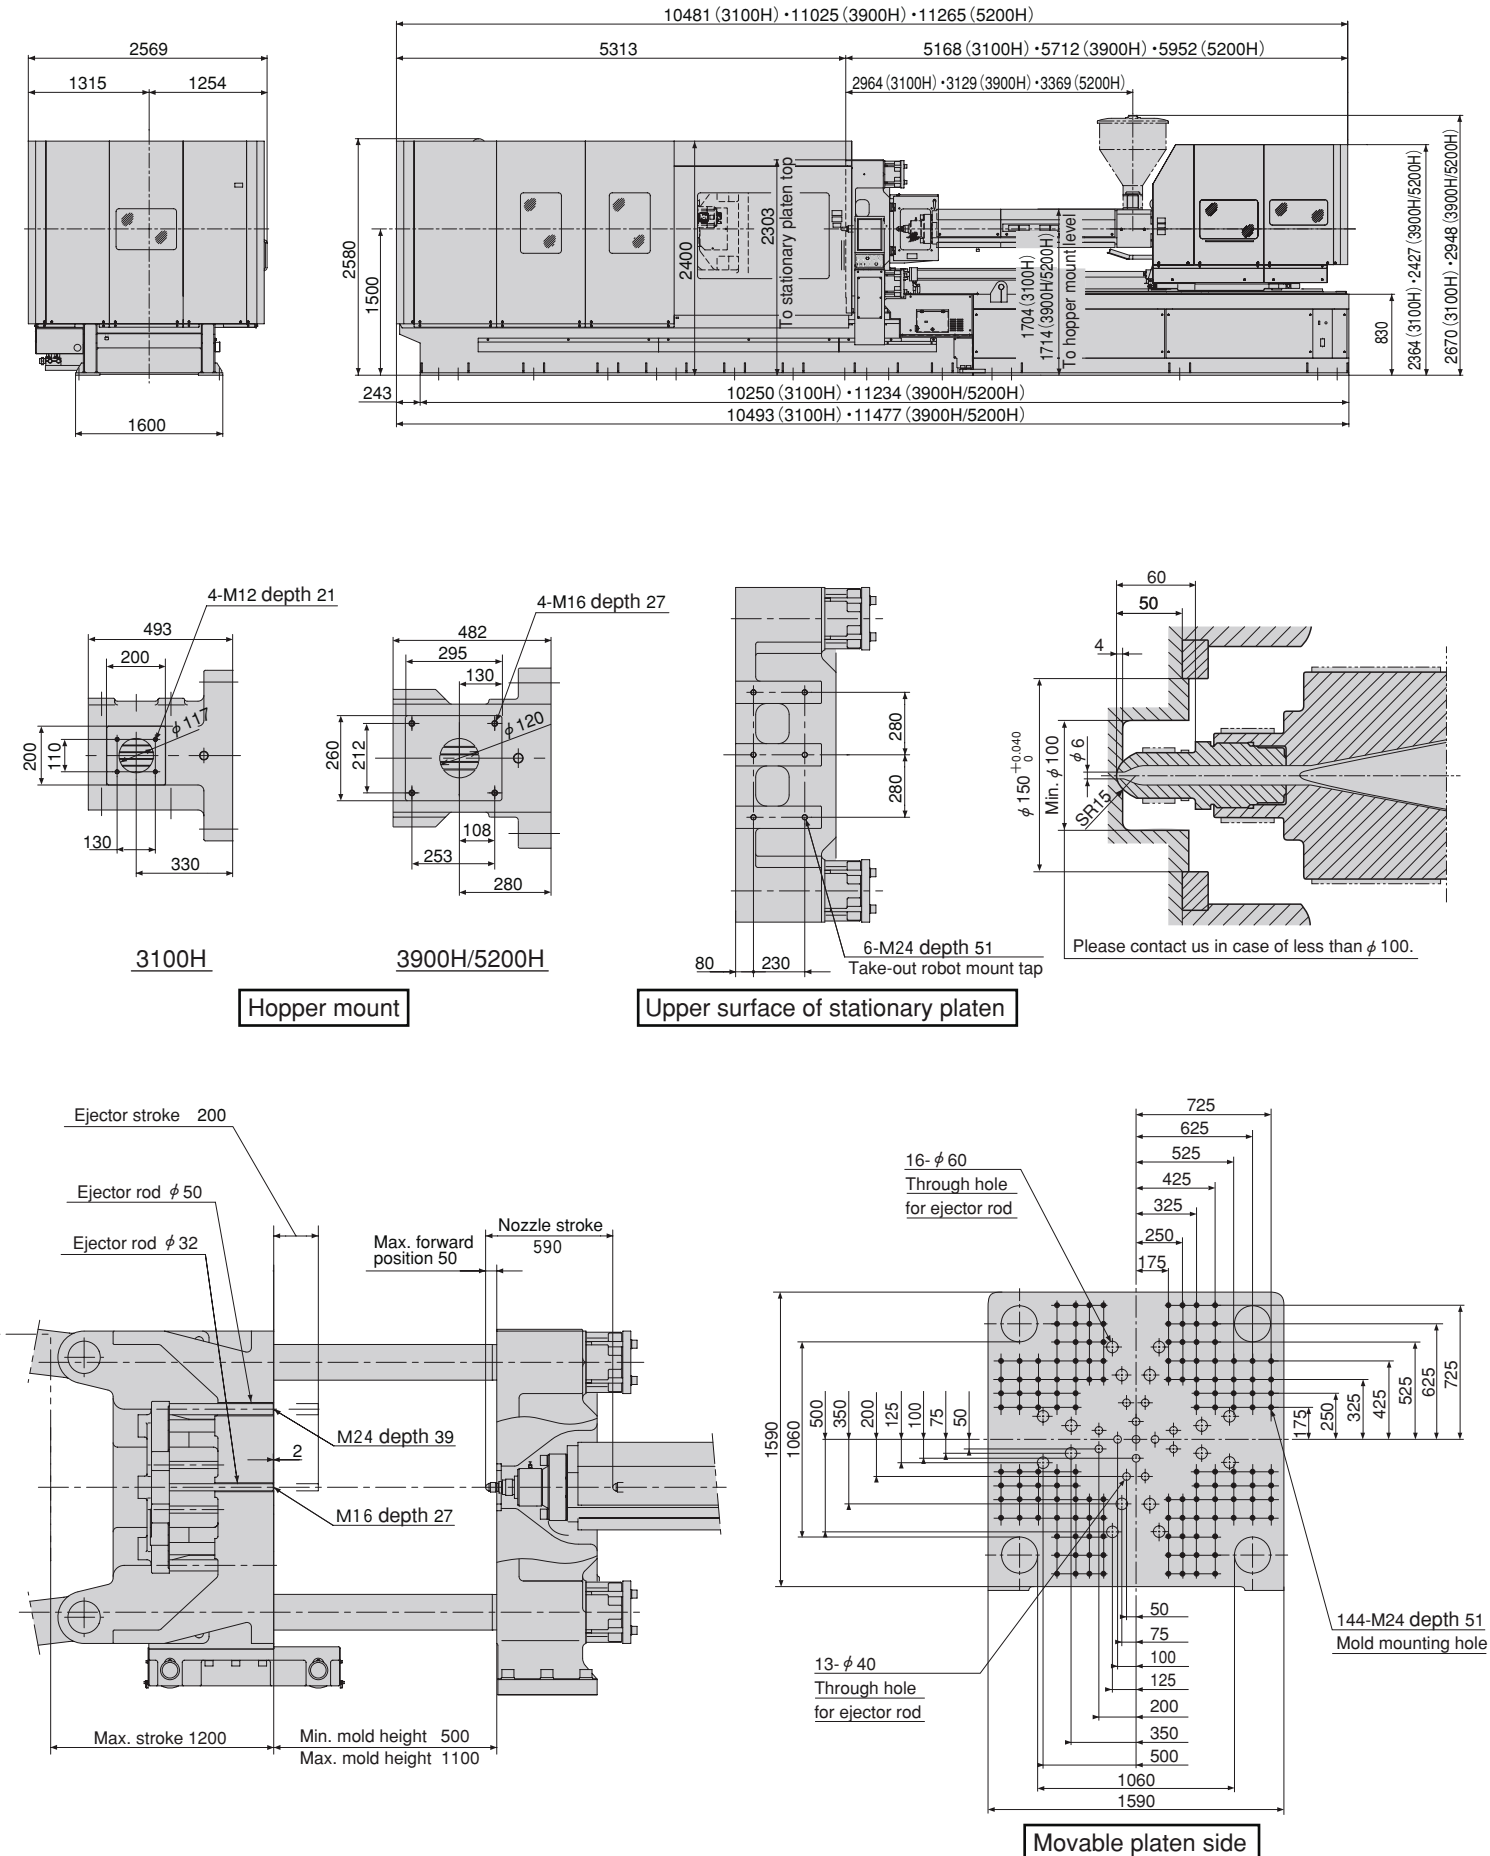 10481 (3100H)・11025 (3900H)・11265 (5200H)
2569
5313
5168 (3100H)・5712 (3900H)・5952 (5200H)
1315
1254
2964 (3100H)・3129 (3900H)・3369 (5200H)
2580
1500
2400
2303
To stationary platen top
1704 (3100H)
1714 (3900H/5200H)
To hopper mount level
830
2364 (3100H)・2427 (3900H/5200H)
2670 (3100H)・2948 (3900H/5200H)
243
10250 (3100H)・11234 (3900H/5200H)
10493 (3100H)・11477 (3900H/5200H)
1600
4-M12 depth 21
493
200
φ117
200
110
130
330
3100H
4-M16 depth 27
482
295
130
φ120
260
212
108
253
280
3900H/5200H
Hopper mount
280
280
6-M24 depth 51
Take-out robot mount tap
80
230
Upper surface of stationary platen
60
50
4
φ150 +0.040 0
Min. φ100
φ6
SR15
Please contact us in case of less than φ100.
Ejector stroke 200
Ejector rod φ50
Ejector rod φ32
Max. forward
position 50
Nozzle stroke
590
M24 depth 39
2
M16 depth 27
Max. stroke 1200
Min. mold height 500
Max. mold height 1100
725
625
525
425
325
250
175
16-φ60
Through hole
for ejector rod
1590
1060
500
350
200
125
100
75
50
175
250
325
425
525
625
725
144-M24 depth 51
Mold mounting hole
13-φ40
Through hole
for ejector rod
50
75
100
125
200
350
500
1060
1590
Movable platen side